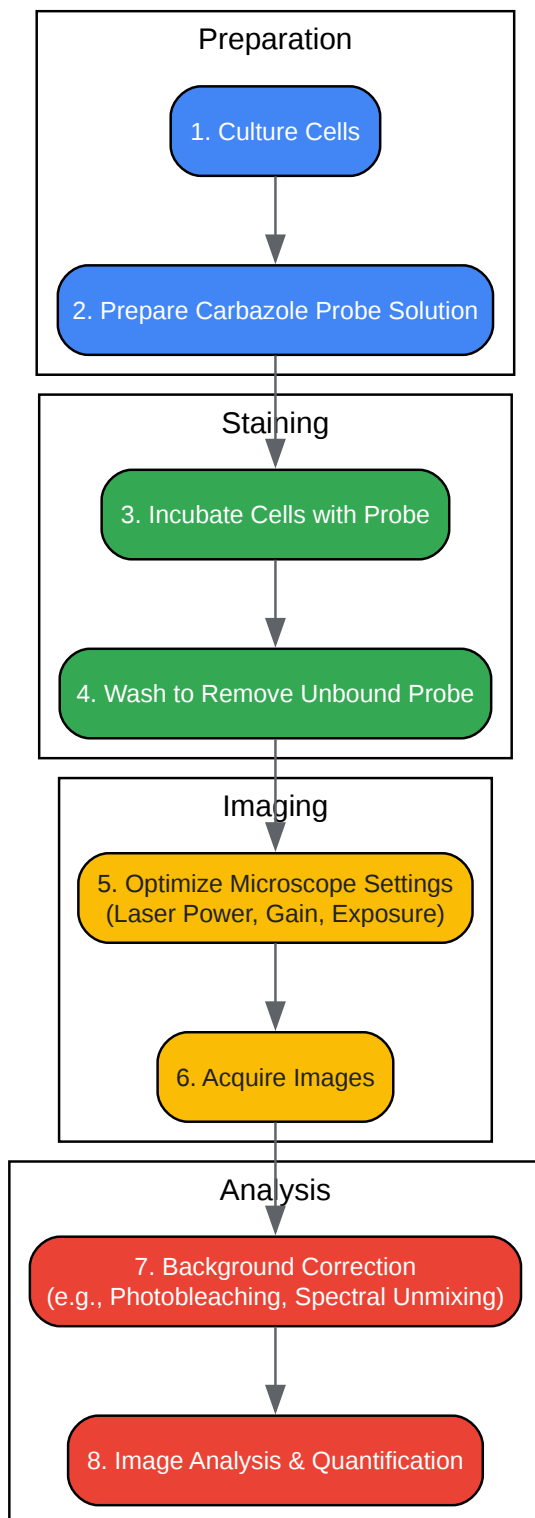 Preparation
1. Culture Cells
2. Prepare Carbazole Probe Solution
Staining
3. Incubate Cells with Probe
4. Wash to Remove Unbound Probe
Imaging
5. Optimize Microscope Settings
(Laser Power, Gain, Exposure)
6. Acquire Images
Analysis
7. Background Correction
(e.g., Photobleaching, Spectral Unmixing)
8. Image Analysis & Quantification